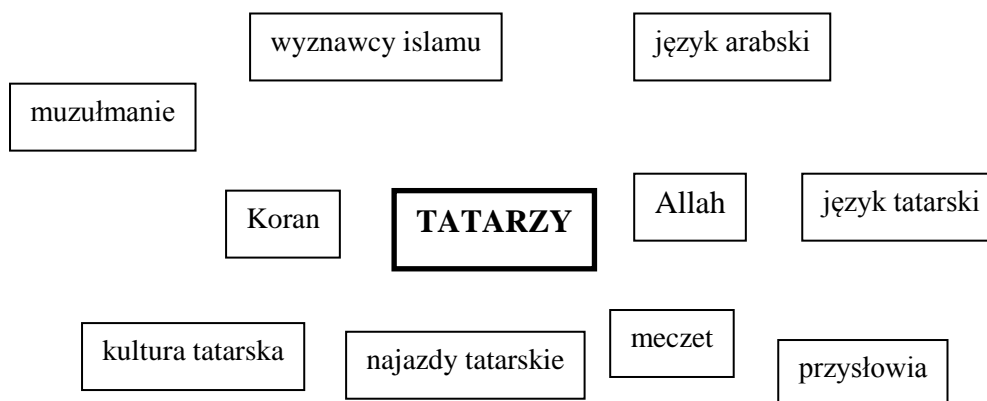 wyznawcy islamu
język arabski
muzułmanie
Koran
TATARZY
Allah
język tatarski
kultura tatarska
najazdy tatarskie
meczet
przysłowia